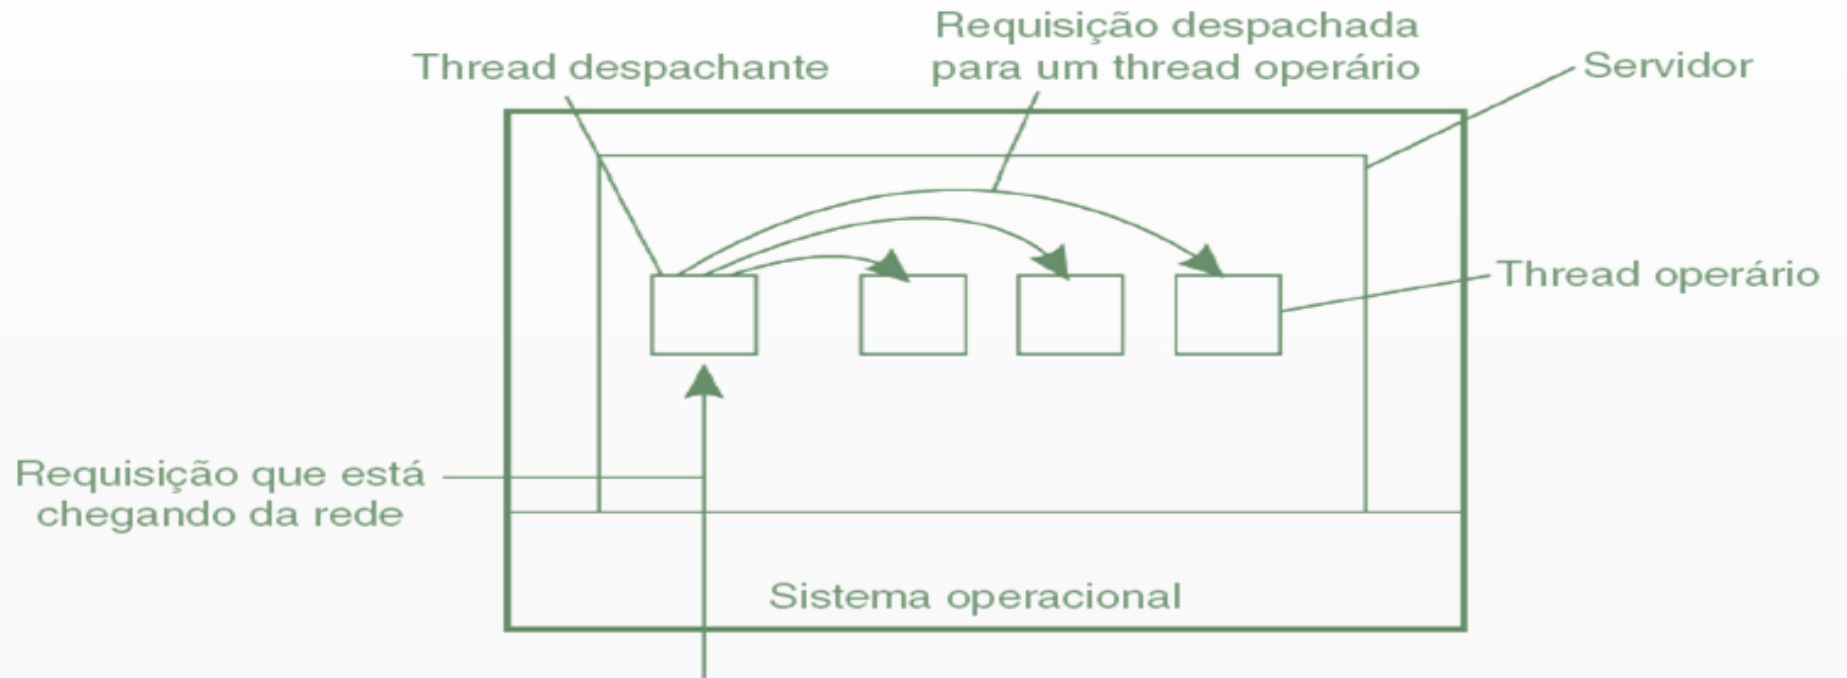 Requisição despachada
para um thread operário
Thread despachante
Servidor
Thread operário
Requisição que está
chegando da rede
Sistema operacional